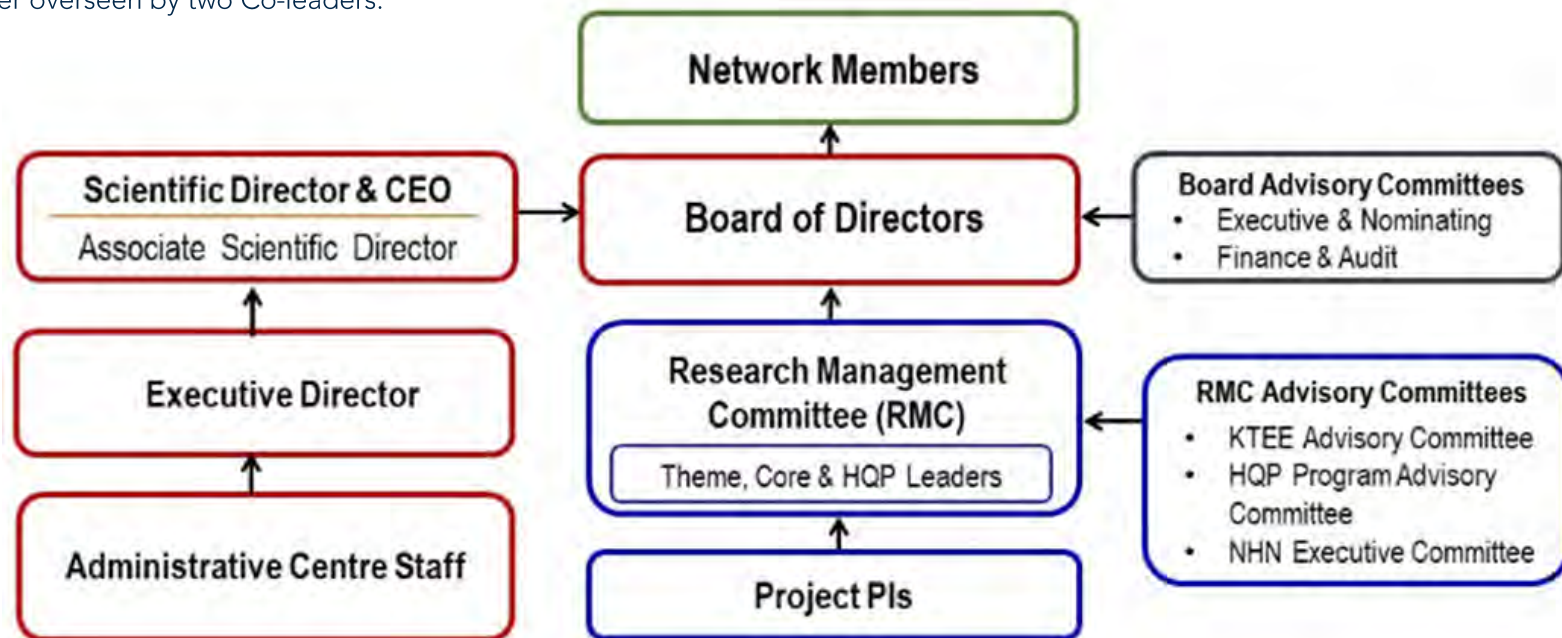 overseen by two Co-leaders.
Network Members
Scientific Director & CEO
Associate Scientific Director
Board of Directors
Board Advisory Committees
• Executive & Nominating
• Finance & Audit
Executive Director
Research Management
Committee (RMC)
Theme, Core & HQP Leaders
RMC Advisory Committees
• KTEE Advisory Committee
• HQP Program Advisory
Committee
• NHN Executive Committee
Administrative Centre Staff
Project PIs